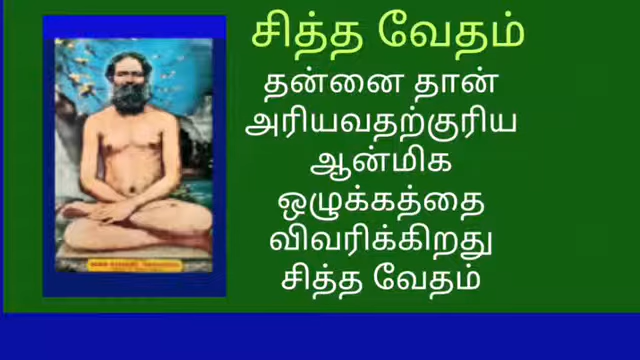 சித்த வேதம்
தன்னை தான்
அரியவதற்குரிய
ஆன்மிக
ஒழுக்கத்தை
விவரிக்கிறது
சித்த வேதம்